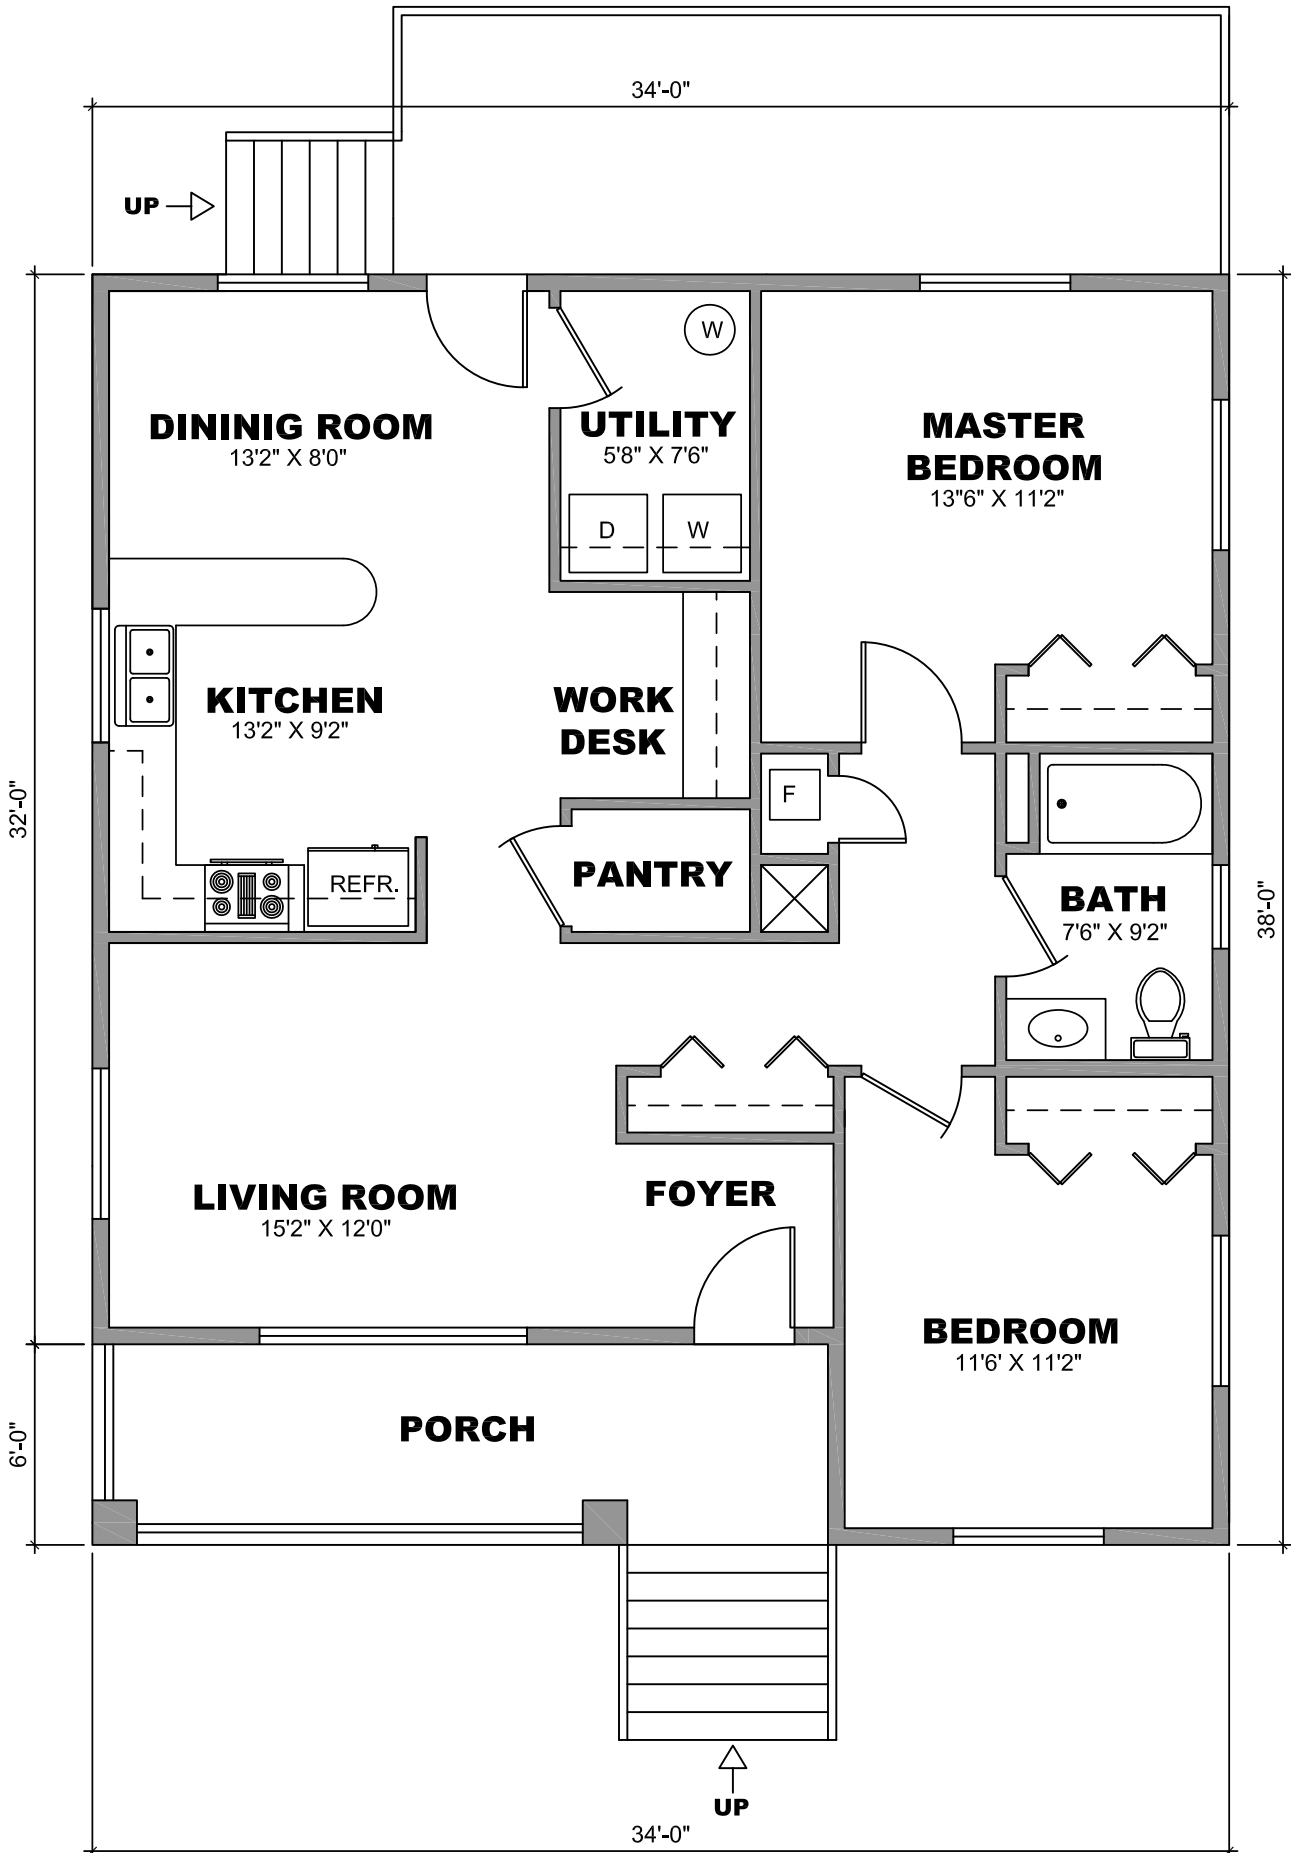 34'-0"
UP
DININIG ROOM
13'2" X 8'0"
W
UTILITY
5'8" X 7'6"
D
W
MASTER
BEDROOM
13"6" X 11'2"
KITCHEN
13'2" X 9'2"
WORK
DESK
F
REFR.
PANTRY
BATH
7'6" X 9'2"
32'-0"
38'-0"
LIVING ROOM
15'2" X 12'0"
FOYER
BEDROOM
11'6' X 11'2"
PORCH
6'-0"
UP
34'-0"